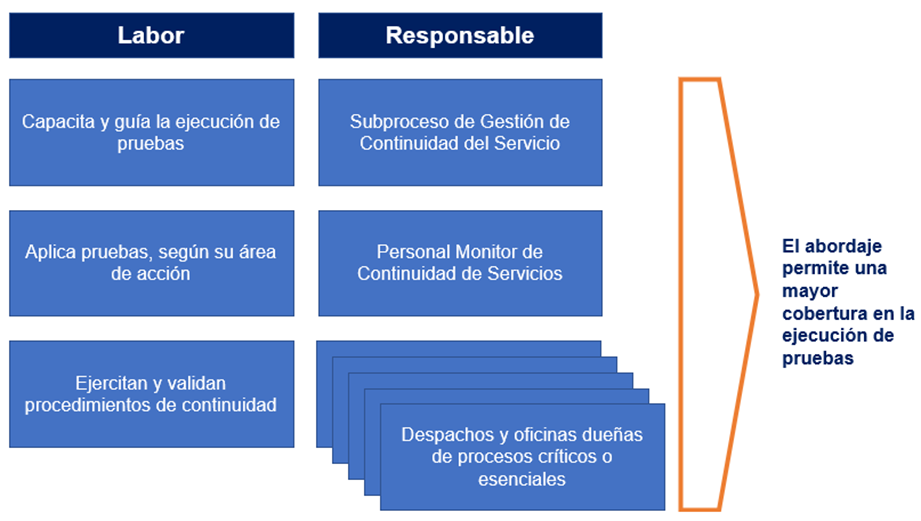 Labor
Responsable
Capacita y guía la ejecución de
pruebas
Subproceso de Gestión de
Continuidad del Servicio
Aplica pruebas, según su área
de acción
Personal Monitor de
Continuidad de Servicios
Ejercitan y validan
procedimientos de continuidad
Despachos y oficinas dueñas
de procesos críticos o
esenciales
El abordaje
permite una
mayor
cobertura en la
ejecución de
pruebas